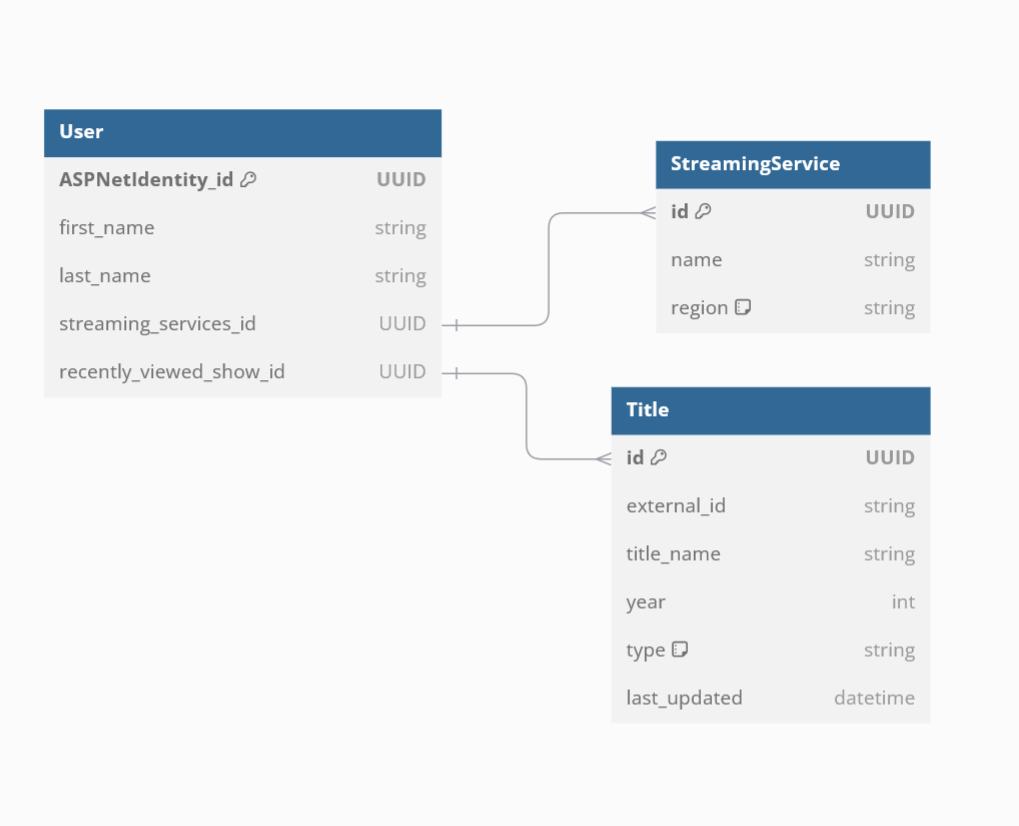 User
ASPNetIdentity_id UUID
first_name string
last_name string
streaming_services_id UUID
recently_viewed_show_id UUID
StreamingService
id UUID
name string
region string
Title
id UUID
external_id string
title_name string
year int
type string
last_updated datetime